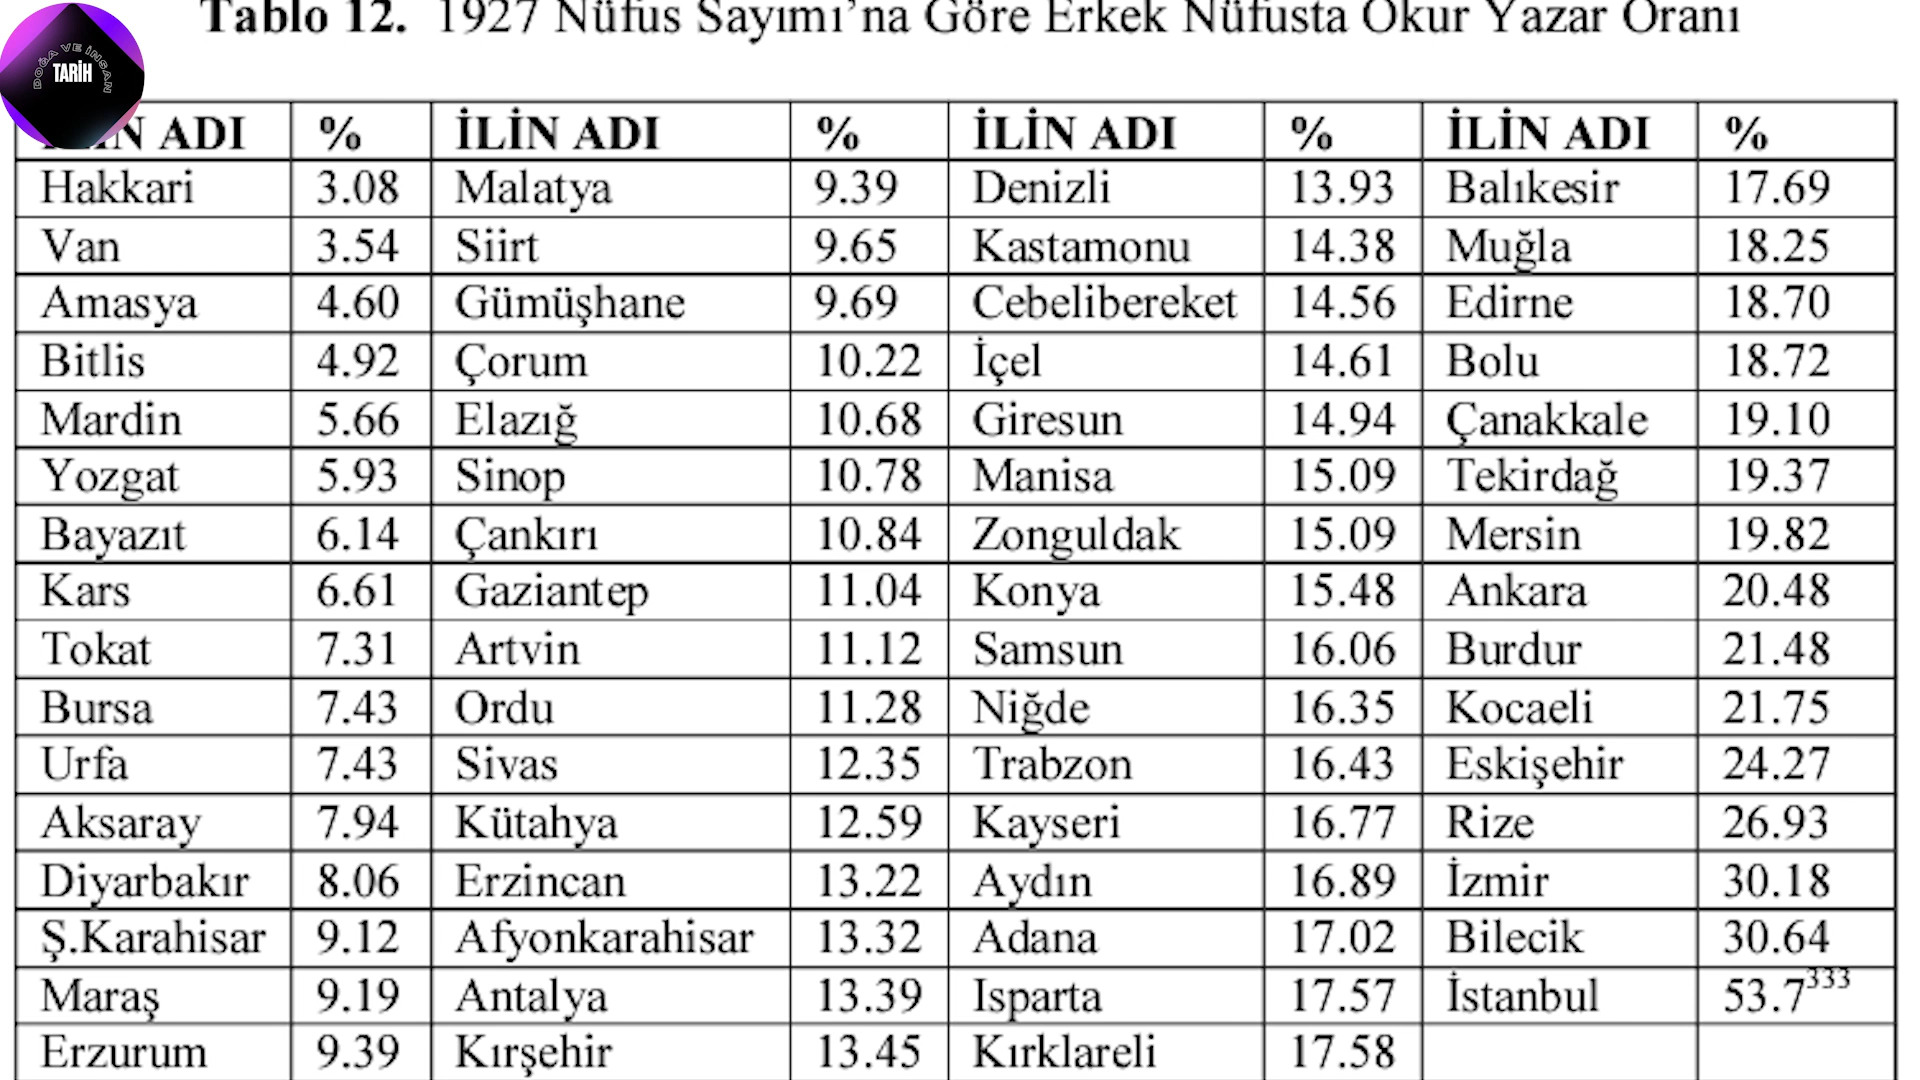 Tablo 12. 1927 Nüfus Sayımı’na Göre Erkek Nüfusta Okur Yazar Oranı
DOĞA VE İNSAN
TARİH
İLİN ADI % İLİN ADI % İLİN ADI % İLİN ADI %
Hakkari 3.08 Malatya 9.39 Denizli 13.93 Balıkesir 17.69
Van 3.54 Siirt 9.65 Kastamonu 14.38 Muğla 18.25
Amasya 4.60 Gümüşhane 9.69 Cebelibereket 14.56 Edirne 18.70
Bitlis 4.92 Çorum 10.22 İçel 14.61 Bolu 18.72
Mardin 5.66 Elazığ 10.68 Giresun 14.94 Çanakkale 19.10
Yozgat 5.93 Sinop 10.78 Manisa 15.09 Tekirdağ 19.37
Bayazıt 6.14 Çankırı 10.84 Zonguldak 15.09 Mersin 19.82
Kars 6.61 Gaziantep 11.04 Konya 15.48 Ankara 20.48
Tokat 7.31 Artvin 11.12 Samsun 16.06 Burdur 21.48
Bursa 7.43 Ordu 11.28 Niğde 16.35 Kocaeli 21.75
Urfa 7.43 Sivas 12.35 Trabzon 16.43 Eskişehir 24.27
Aksaray 7.94 Kütahya 12.59 Kayseri 16.77 Rize 26.93
Diyarbakır 8.06 Erzincan 13.22 Aydın 16.89 İzmir 30.18
Ş.Karahisar 9.12 Afyonkarahisar 13.32 Adana 17.02 Bilecik 30.64
Maraş 9.19 Antalya 13.39 Isparta 17.57 İstanbul 53.7³³³
Erzurum 9.39 Kırşehir 13.45 Kırklareli 17.58